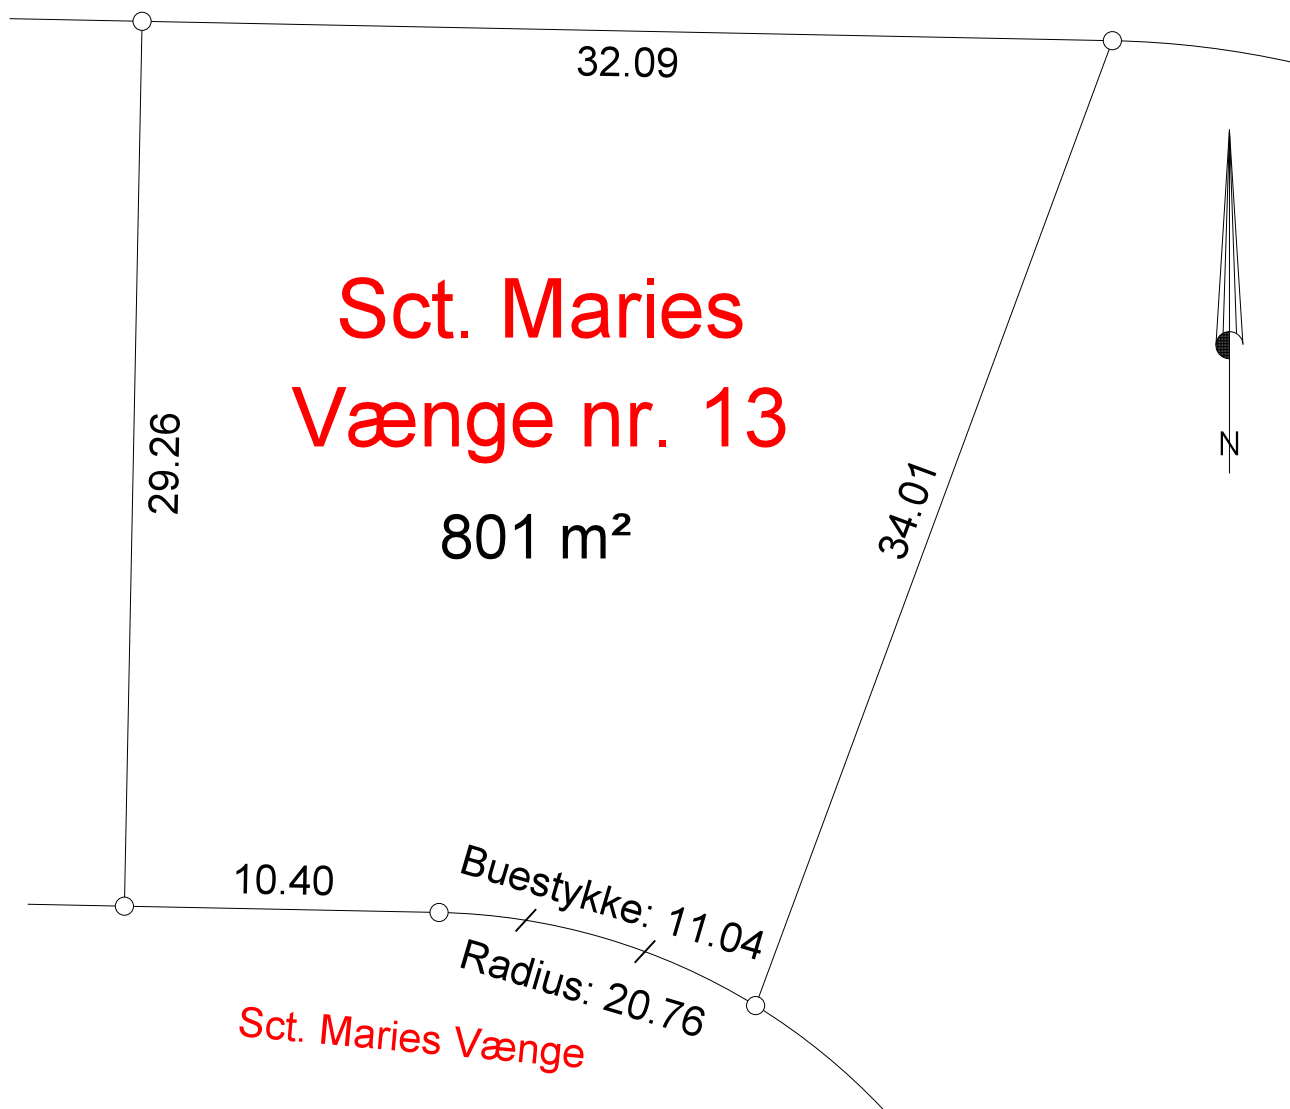 32.09
Sct. Maries
Vænge nr. 13
801 m²
29.26
34.01
N
10.40
Buestykke: 11.04
Radius: 20.76
Sct. Maries Vænge